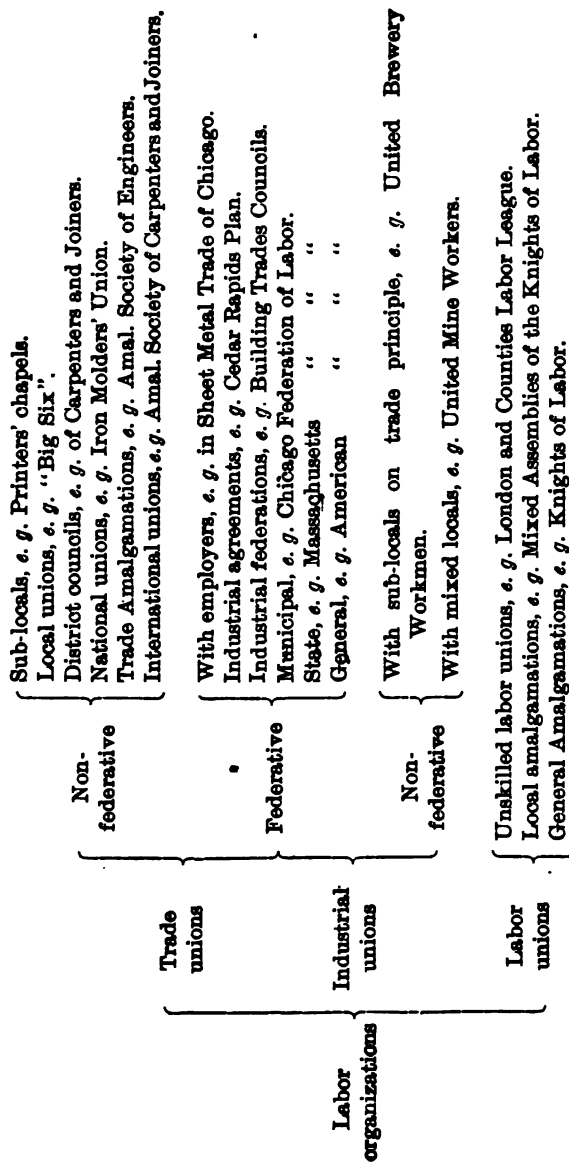 Labor
organizations
Trade
unions
Non-
federative
Sub-locals, e. g. Printers' chapels.
Local unions, e. g. "Big Six".
District councils, e. g. of Carpenters and Joiners.
National unions, e. g. Iron Molders' Union.
Trade Amalgamations, e. g. Amal. Society of Engineers.
International unions, e. g. Amal. Society of Carpenters and Joiners.
Federative
With employers, e. g. in Sheet Metal Trade of Chicago.
Industrial agreements, e. g. Cedar Rapids Plan.
Industrial federations, e. g. Building Trades Councils.
Municipal, e. g. Chicago Federation of Labor.
State, e. g. Massachusetts " " "
General, e. g. American " " "
Industrial
unions
Non-
federative
With sub-locals on trade principle, e. g. United Brewery
Workmen.
With mixed locals, e. g. United Mine Workers.
Labor
unions
Unskilled labor unions, e. g. London and Counties Labor League.
Local amalgamations, e. g. Mixed Assemblies of the Knights of Labor.
General Amalgamations, e. g. Knights of Labor.